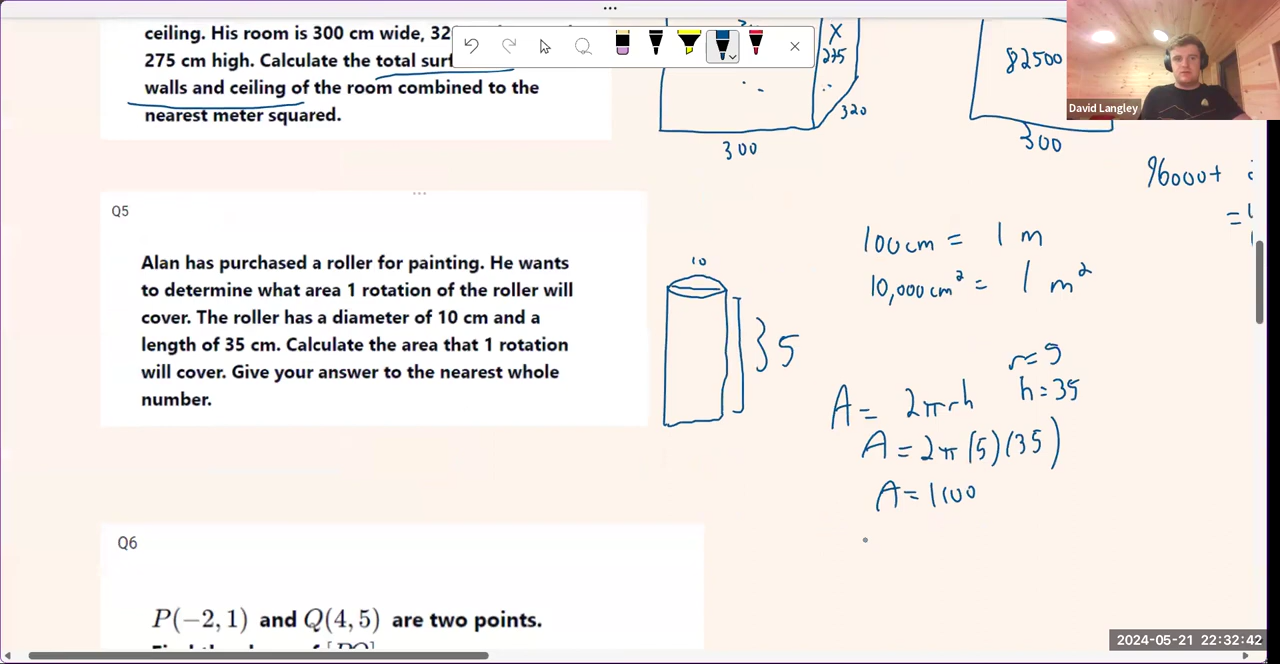 ceiling. His room is 300 cm wide, 32
275 cm high. Calculate the total surf
walls and ceiling of the room combined to the
nearest meter squared.
X
275
320
300
82500
300
David Langley
96000+
=
Q5
Alan has purchased a roller for painting. He wants
to determine what area 1 rotation of the roller will
cover. The roller has a diameter of 10 cm and a
length of 35 cm. Calculate the area that 1 rotation
will cover. Give your answer to the nearest whole
number.
10
5
100cm = 1 m
10,000cm² = 1 m²
r=5
h=35
A= 2πrh
A=2π(5)(35)
A=1100
Q6
P(−2,1) and Q(4,5) are two points.
2024-05-21 22:32:42